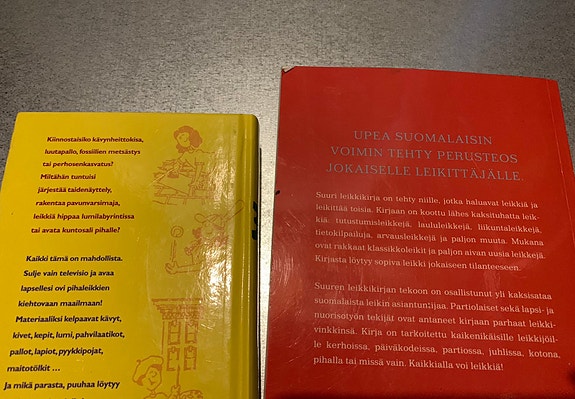 Kiinnostaisiko kävynheittokisa,
luutapallo, fossiilien metsästys
tai perhosenkasvatus?
Miltähän tuntuisi
järjestää taidenäyttely,
rakentaa pavunvarsimaja,
leikkiä hippaa lumilabyrintissa
tai avata kuntosali pihalle?
Kaikki tämä on mahdollista.
Sulje vain televisio ja avaa
lapsellesi ovi pihaleikkien
kiehtovaan maailmaan!
Materiaaliksi kelpaavat kävyt,
kivet, kepit, lumi, pahvilaatikot,
pallot, lapiot, pyykkipojat,
maitotölkit ...
Ja mikä parasta, puuhaa löytyy
UPEA SUOMALAISIN
VOIMIN TEHTY PERUSTEOS
JOKAISELLE LEIKITTÄJÄLLE.
Suuri leikkikirja on tehty niille, jotka haluavat leikkiä ja
leikittää toisia. Kirjaan on koottu lähes kaksituhatta leik-
kiä: tutustumisleikkejä, laululeikkejä, liikuntaleikkejä,
tietokilpailuja, arvausleikkejä ja paljon muuta. Mukana
ovat rakkaat klassikkoleikit ja paljon aivan uusia leikkejä.
Kirjasta löytyy sopiva leikki jokaiseen tilanteeseen.
Suuren leikkikirjan tekoon on osallistunut yli kaksisataa
suomalaista leikin asiantuntijaa. Partiolaiset sekä lapsi- ja
nuorisotyön tekijät ovat antaneet kirjaan parhaat leikki-
vinkkinsä. Kirja on tarkoitettu kaikenikäisille leikkijöil-
le kerhoissa, päiväkodeissa, partiossa, juhlissa, kotona,
pihalla tai missä vain. Kaikkialla voi leikkiä!